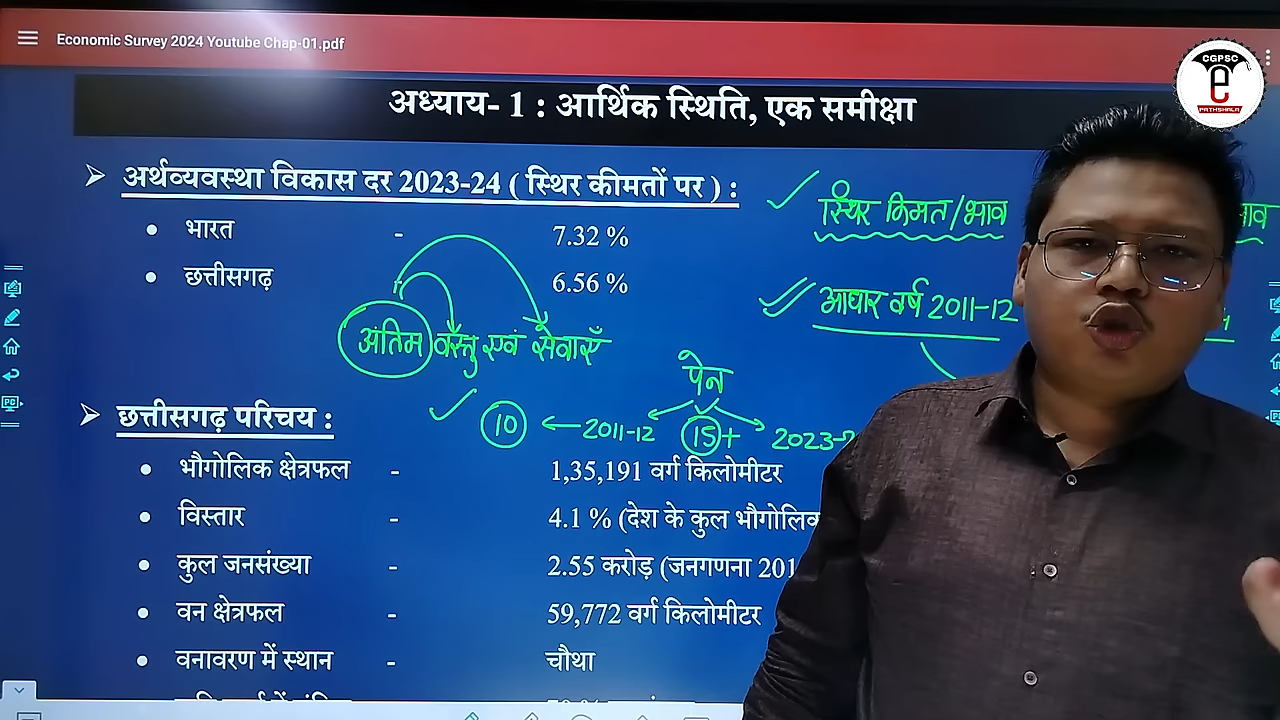 Economic Survey 2024 Youtube Chap-01.pdf
CGPSC
e
PATHSHALA
अध्याय- 1 : आर्थिक स्थिति, एक समीक्षा
अर्थव्यवस्था विकास दर 2023-24 ( स्थिर कीमतों पर ) :
स्थिर किमत/भाव
भारत - 7.32 %
छत्तीसगढ़ 6.56 %
आधार वर्ष 2011-12
अंतिम वस्तु एवं सेवाएँ
पेन
10 2011-12 15+
छत्तीसगढ़ परिचय :
भौगोलिक क्षेत्रफल - 1,35,191 वर्ग किलोमीटर
विस्तार - 4.1 % (देश के कुल भौगोलिक
कुल जनसंख्या - 2.55 करोड़ (जनगणना 201
वन क्षेत्रफल - 59,772 वर्ग किलोमीटर
वनावरण में स्थान - चौथा